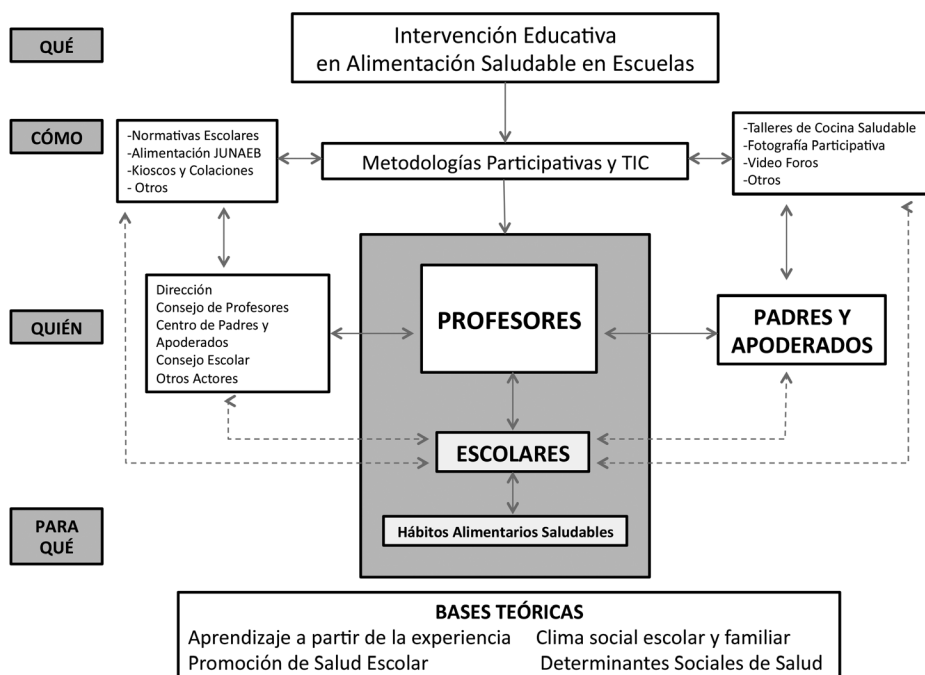 QUÉ
Intervención Educativa
en Alimentación Saludable en Escuelas
CÓMO
-Normativas Escolares
-Alimentación JUNAEB
-Kioscos y Colaciones
- Otros
Metodologías Participativas y TIC
-Talleres de Cocina Saludable
-Fotografía Participativa
-Video Foros
-Otros
QUIÉN
Dirección
Consejo de Profesores
Centro de Padres y
Apoderados
Consejo Escolar
Otros Actores
PROFESORES
PADRES Y
APODERADOS
ESCOLARES
PARA
QUÉ
Hábitos Alimentarios Saludables
BASES TEÓRICAS
Aprendizaje a partir de la experiencia Clima social escolar y familiar
Promoción de Salud Escolar Determinantes Sociales de Salud